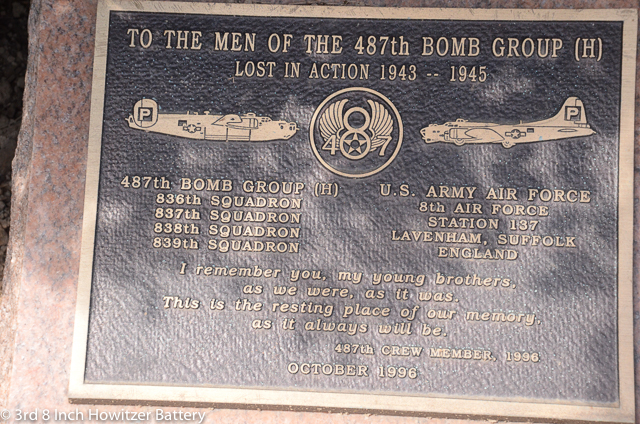 TO THE MEN OF THE 487th BOMB GROUP (H)
LOST IN ACTION 1943 -- 1945
P
8
487
P
487th BOMB GROUP (H)
836th SQUADRON
837th SQUADRON
838th SQUADRON
839th SQUADRON
U.S. ARMY AIR FORCE
8th AIR FORCE
STATION 137
LAVENHAM, SUFFOLK
ENGLAND
I remember you, my young brothers,
as we were, as it was.
This is the resting place of our memory,
as it always will be.
487th CREW MEMBER, 1996
OCTOBER 1996
© 3rd 8 Inch Howitzer Battery